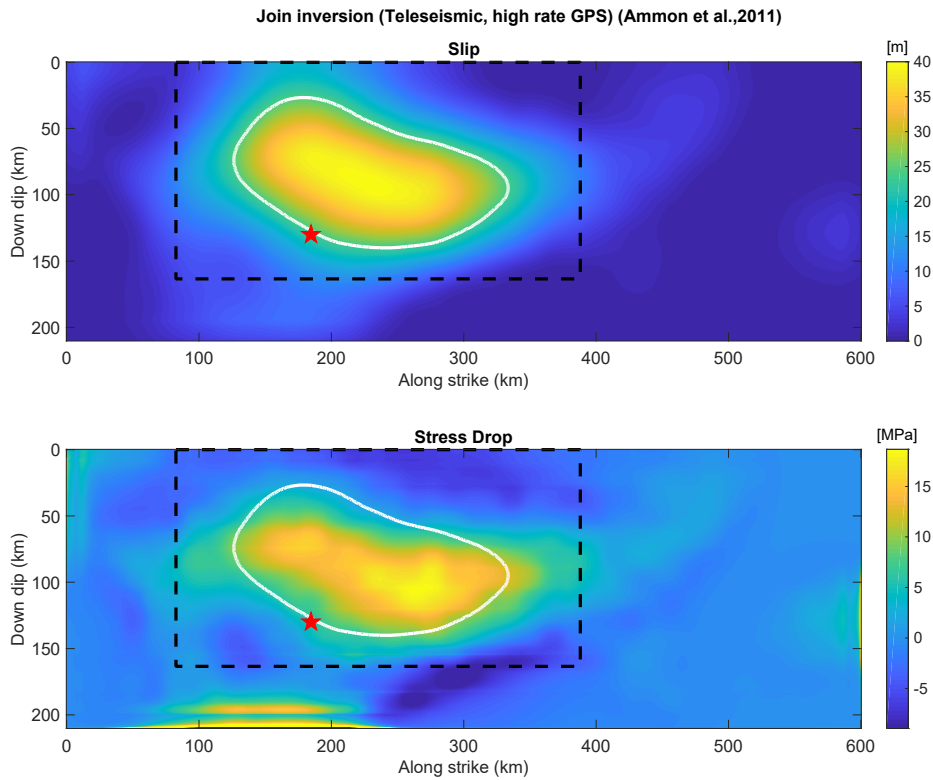 Join inversion (Teleseismic, high rate GPS) (Ammon et al.,2011)
Slip
[m]
0
50
100
150
200
Down dip (km)
0 100 200 300 400 500 600
Along strike (km)
40
35
30
25
20
15
10
5
0
Stress Drop
[MPa]
0
50
100
150
200
Down dip (km)
0 100 200 300 400 500 600
Along strike (km)
15
10
5
0
-5